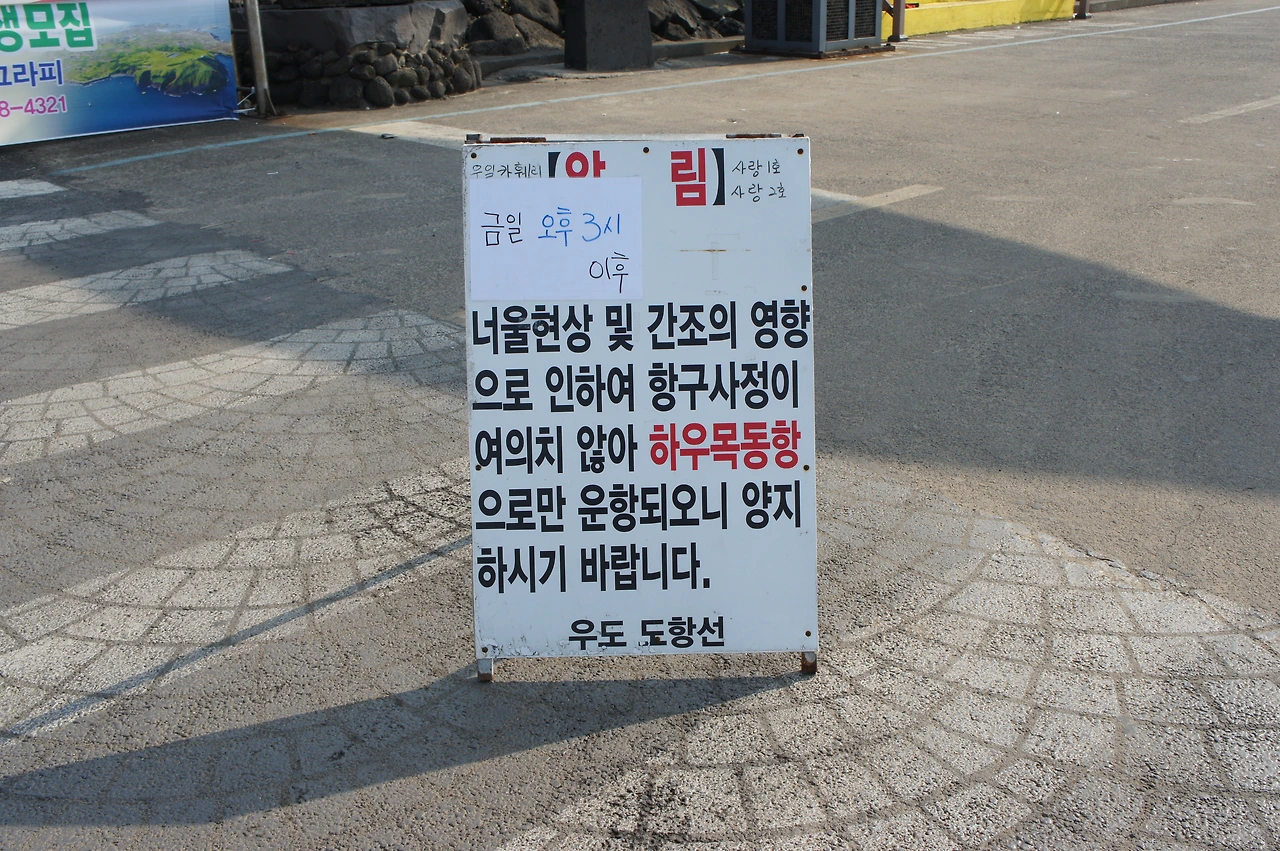 생모집
그라피
8-4321
우일카훼리 【알 림】 사랑 1호
사랑 2호
금일 오후 3시
이후
너울현상 및 간조의 영향
으로 인하여 항구사정이
여의치 않아 하우목동항
으로만 운항되오니 양지
하시기 바랍니다.
우도 도항선